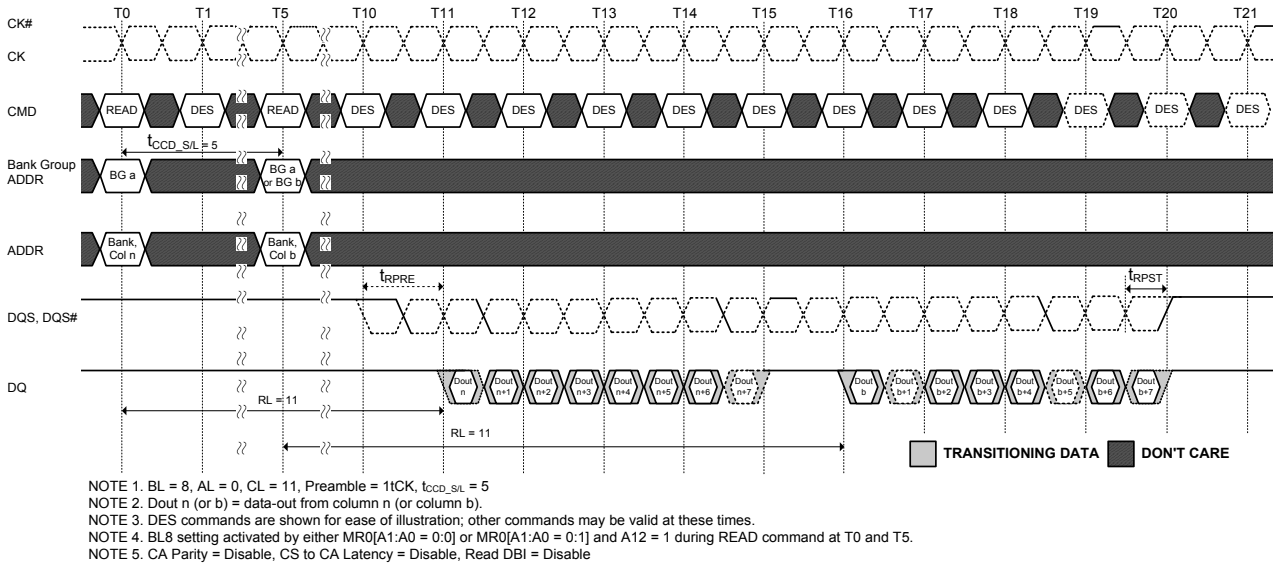 T0 T1 T5 T10 T11 T12 T13 T14 T15 T16 T17 T18 T19 T20 T21
CK#
CK
CMD READ DES READ DES DES DES DES DES DES DES DES DES DES DES DES
tCCD_S/L = 5
Bank Group
ADDR
BG a
BG a
or BG b
ADDR
Bank,
Col n
Bank,
Col b
tRPRE
tRPST
DQS, DQS#
DQ
Dout
n
Dout
n+1
Dout
n+2
Dout
n+3
Dout
n+4
Dout
n+5
Dout
n+6
Dout
n+7
Dout
b
Dout
b+1
Dout
b+2
Dout
b+3
Dout
b+4
Dout
b+5
Dout
b+6
Dout
b+7
RL = 11
RL = 11
TRANSITIONING DATA DON'T CARE
NOTE 1. BL = 8, AL = 0, CL = 11, Preamble = 1tCK, tCCD_S/L = 5
NOTE 2. Dout n (or b) = data-out from column n (or column b).
NOTE 3. DES commands are shown for ease of illustration; other commands may be valid at these times.
NOTE 4. BL8 setting activated by either MR0[A1:A0 = 0:0] or MR0[A1:A0 = 0:1] and A12 = 1 during READ command at T0 and T5.
NOTE 5. CA Parity = Disable, CS to CA Latency = Disable, Read DBI = Disable